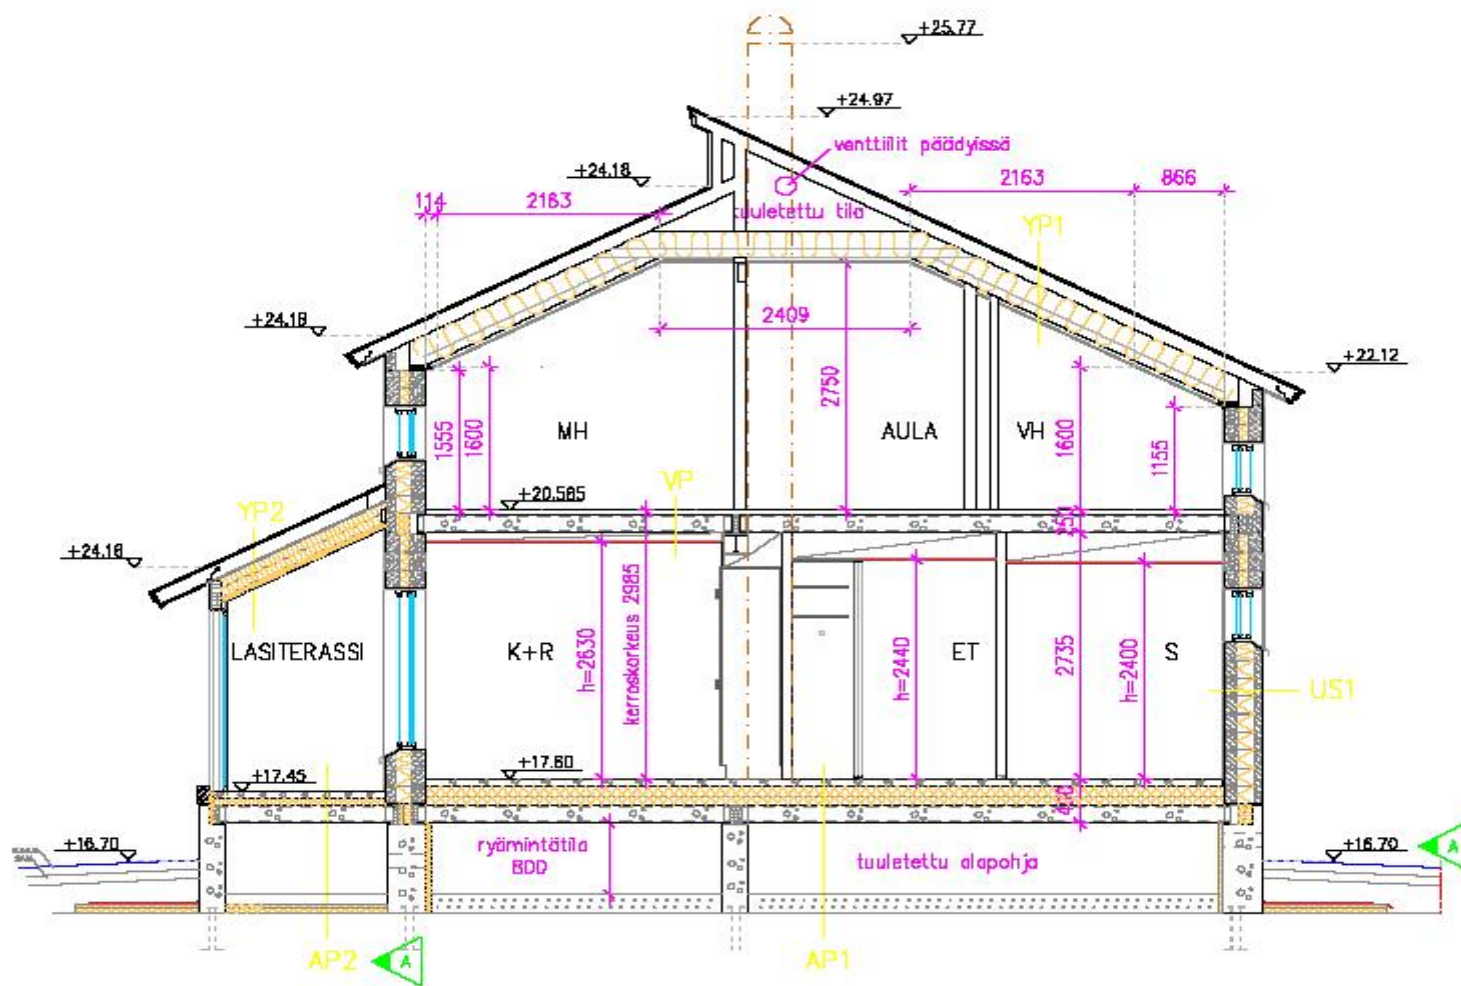 +25.77
+24.97
venttiilit päädyissä
+24.18
2163
866
114
2163
tuuletettu tila
YP1
+24.18
2409
+22.12
2750
MH
AULA
VH
1555
1600
1600
1155
+20.585
VP
YP2
+24.16
LASITERASSI
K+R
h=2630
kerroskorkeus 2985
h=2440
ET
2735
h=2400
S
US1
+17.45
+17.60
+16.70
ryömintätila
800
tuuletettu alapohja
+16.70
A
AP2
A
AP1